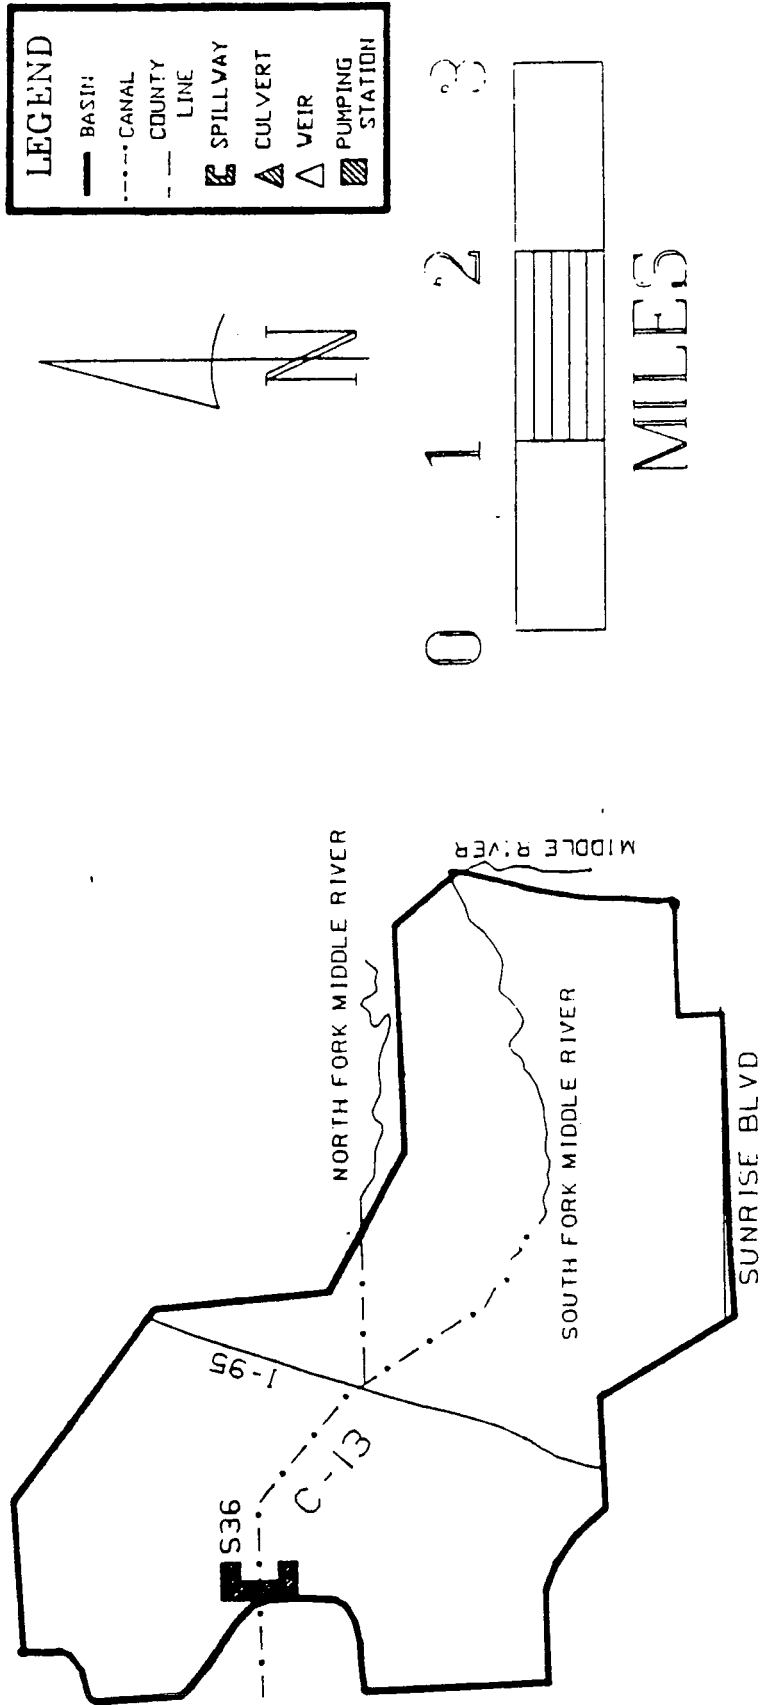 LEGEND
BASIN
CANAL
COUNTY
LINE
SPILLWAY
CULVERT
WEIR
PUMPING
STATION
N
0 1 2 3
MILES
NORTH FORK MIDDLE RIVER
MIDDLE RIVER
SOUTH FORK MIDDLE RIVER
I-95
S36
C-13
SUNRISE BLVD